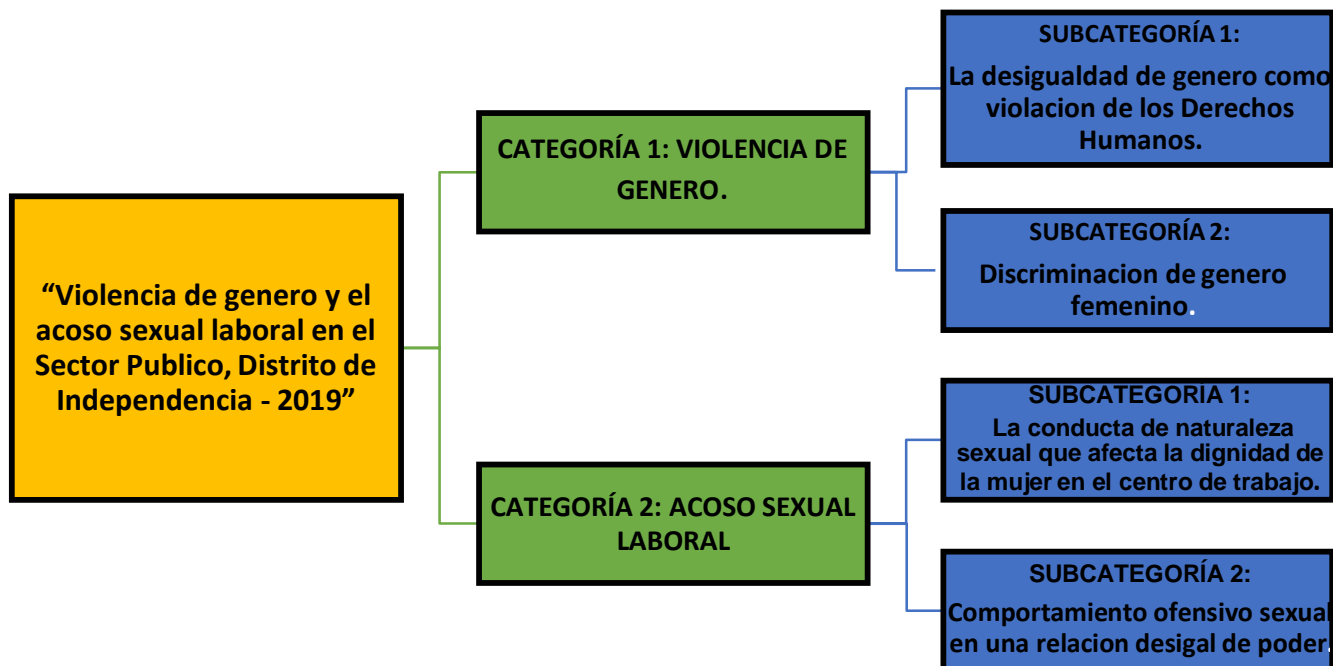 “Violencia de genero y el
acoso sexual laboral en el
Sector Publico, Distrito de
Independencia - 2019”
CATEGORÍA 1: VIOLENCIA DE
GENERO.
SUBCATEGORÍA 1:
La desigualdad de genero como
violacion de los Derechos
Humanos.
SUBCATEGORÍA 2:
Discriminacion de genero
femenino.
CATEGORÍA 2: ACOSO SEXUAL
LABORAL
SUBCATEGORIA 1:
La conducta de naturaleza
sexual que afecta la dignidad de
la mujer en el centro de trabajo.
SUBCATEGORÍA 2:
Comportamiento ofensivo sexual
en una relacion desigal de poder.